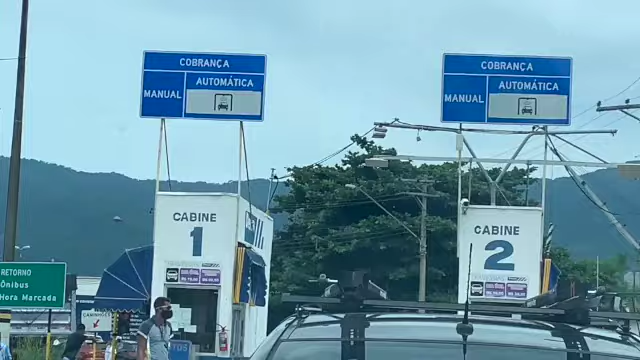 COBRANÇA
MANUAL
AUTOMÁTICA
COBRANÇA
MANUAL
AUTOMÁTICA
CABINE
1
CABINE
2
RETORNO
Ônibus
Hora Marcada